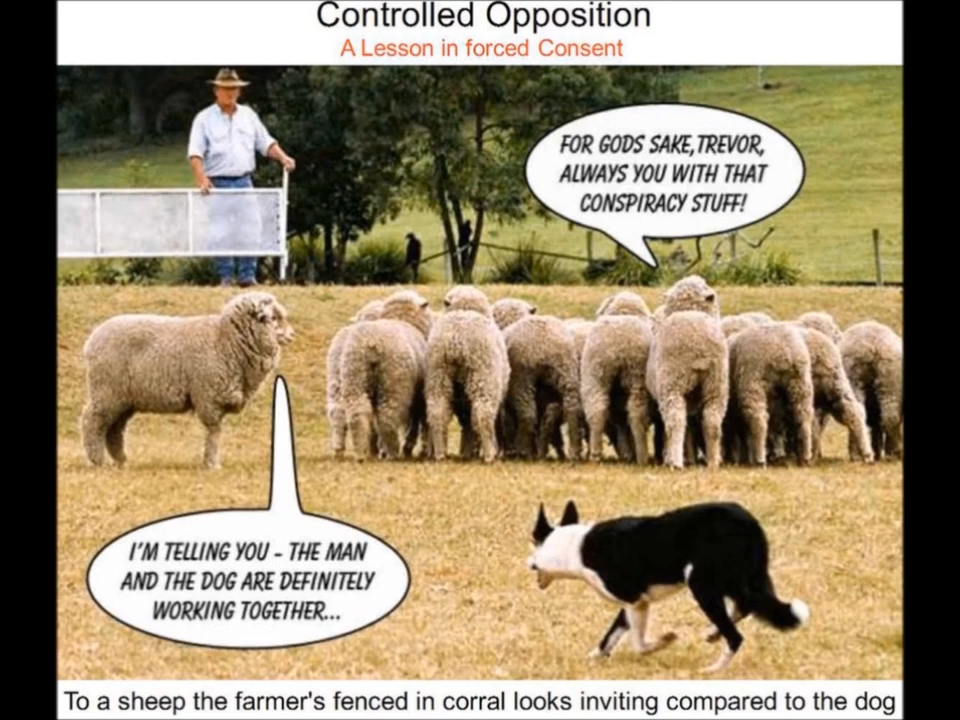 Controlled Opposition
A Lesson in forced Consent
FOR GODS SAKE, TREVOR,
ALWAYS YOU WITH THAT
CONSPIRACY STUFF!
I'M TELLING YOU - THE MAN
AND THE DOG ARE DEFINITELY
WORKING TOGETHER...
To a sheep the farmer's fenced in corral looks inviting compared to the dog